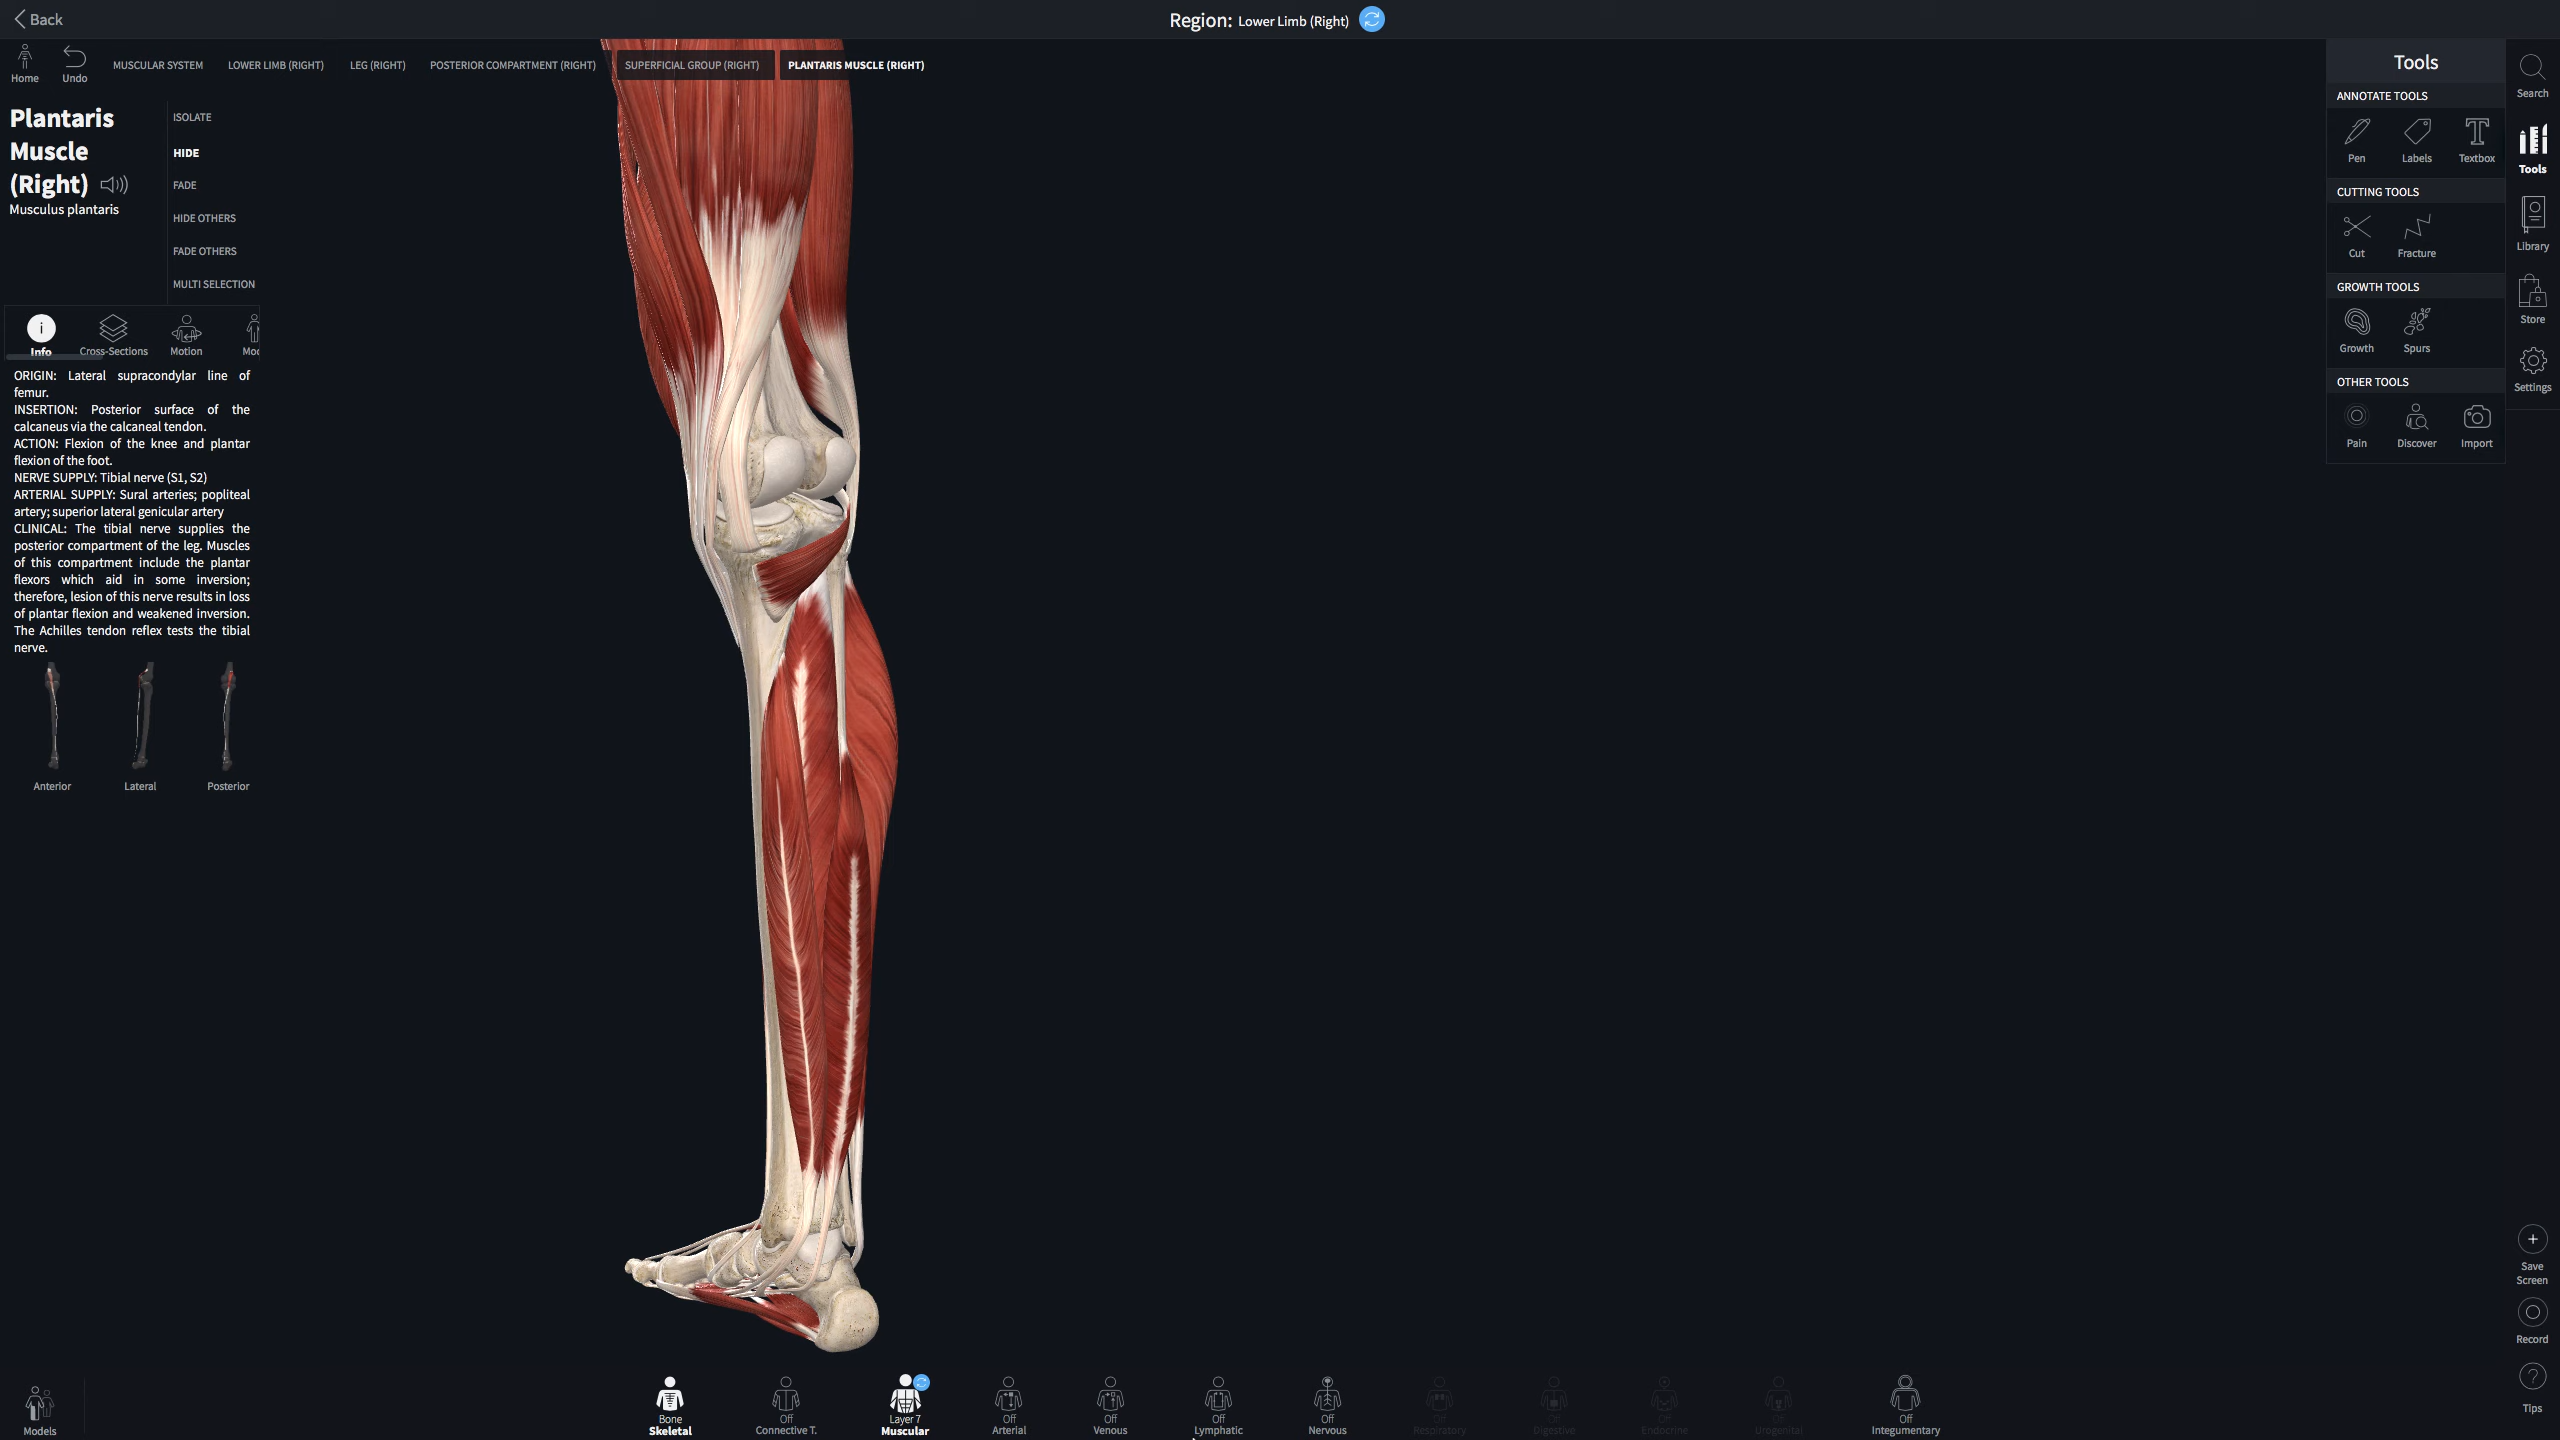 Back
Region: Lower Limb (Right)
Home
Undo
MUSCULAR SYSTEM
LOWER LIMB (RIGHT)
LEG (RIGHT)
POSTERIOR COMPARTMENT (RIGHT)
SUPERFICIAL GROUP (RIGHT)
PLANTARIS MUSCLE (RIGHT)
Plantaris
Muscle
(Right)
Musculus plantaris
ISOLATE
HIDE
FADE
HIDE OTHERS
FADE OTHERS
MULTI SELECTION
Info
Cross-Sections
Motion
ORIGIN: Lateral supracondylar line of
femur.
INSERTION: Posterior surface of the
calcaneus via the calcaneal tendon.
ACTION: Flexion of the knee and plantar
flexion of the foot.
NERVE SUPPLY: Tibial nerve (S1, S2)
ARTERIAL SUPPLY: Sural arteries; popliteal
artery; superior lateral genicular artery
CLINICAL: The tibial nerve supplies the
posterior compartment of the leg. Muscles
of this compartment include the plantar
flexors which aid in some inversion;
therefore, lesion of this nerve results in loss
of plantar flexion and weakened inversion.
The Achilles tendon reflex tests the tibial
nerve.
Anterior
Lateral
Posterior
Tools
ANNOTATE TOOLS
Pen
Labels
Textbox
CUTTING TOOLS
Cut
Fracture
GROWTH TOOLS
Growth
Spurs
OTHER TOOLS
Pain
Discover
Import
Search
Tools
Library
Store
Settings
Save
Screen
Record
Tips
Models
Bone
Skeletal
Off
Connective T.
Layer 7
Muscular
Off
Arterial
Off
Venous
Off
Lymphatic
Off
Nervous
Off
Respiratory
Off
Digestive
Off
Endocrine
Off
Urogenital
Off
Integumentary